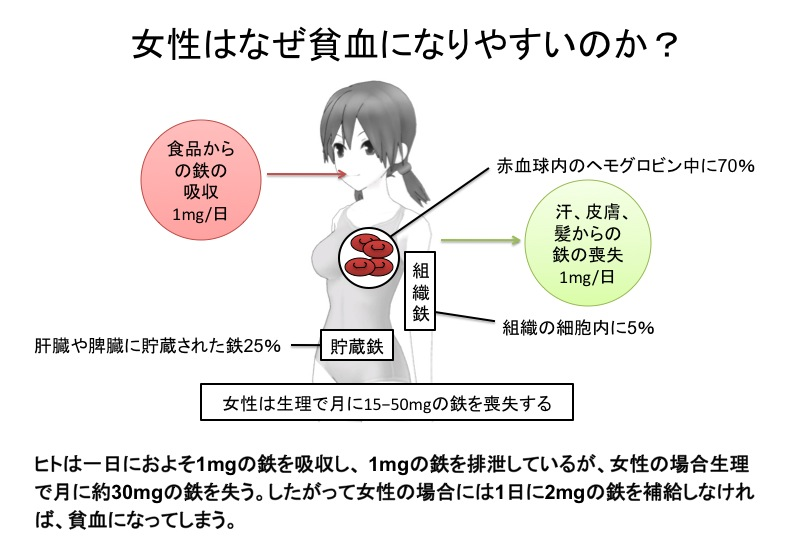 女性はなぜ貧血になりやすいのか？
食品から
の鉄の
吸収
1mg/日
赤血球内のヘモグロビン中に70%
汗、皮膚、
髪からの
鉄の喪失
1mg/日
組
織
鉄
組織の細胞内に5%
肝臓や脾臓に貯蔵された鉄25%
貯蔵鉄
女性は生理で月に15−50mgの鉄を喪失する
ヒトは一日におよそ1mgの鉄を吸収し、1mgの鉄を排泄しているが、女性の場合生理
で月に約30mgの鉄を失う。したがって女性の場合には1日に2mgの鉄を補給しなけれ
ば、貧血になってしまう。